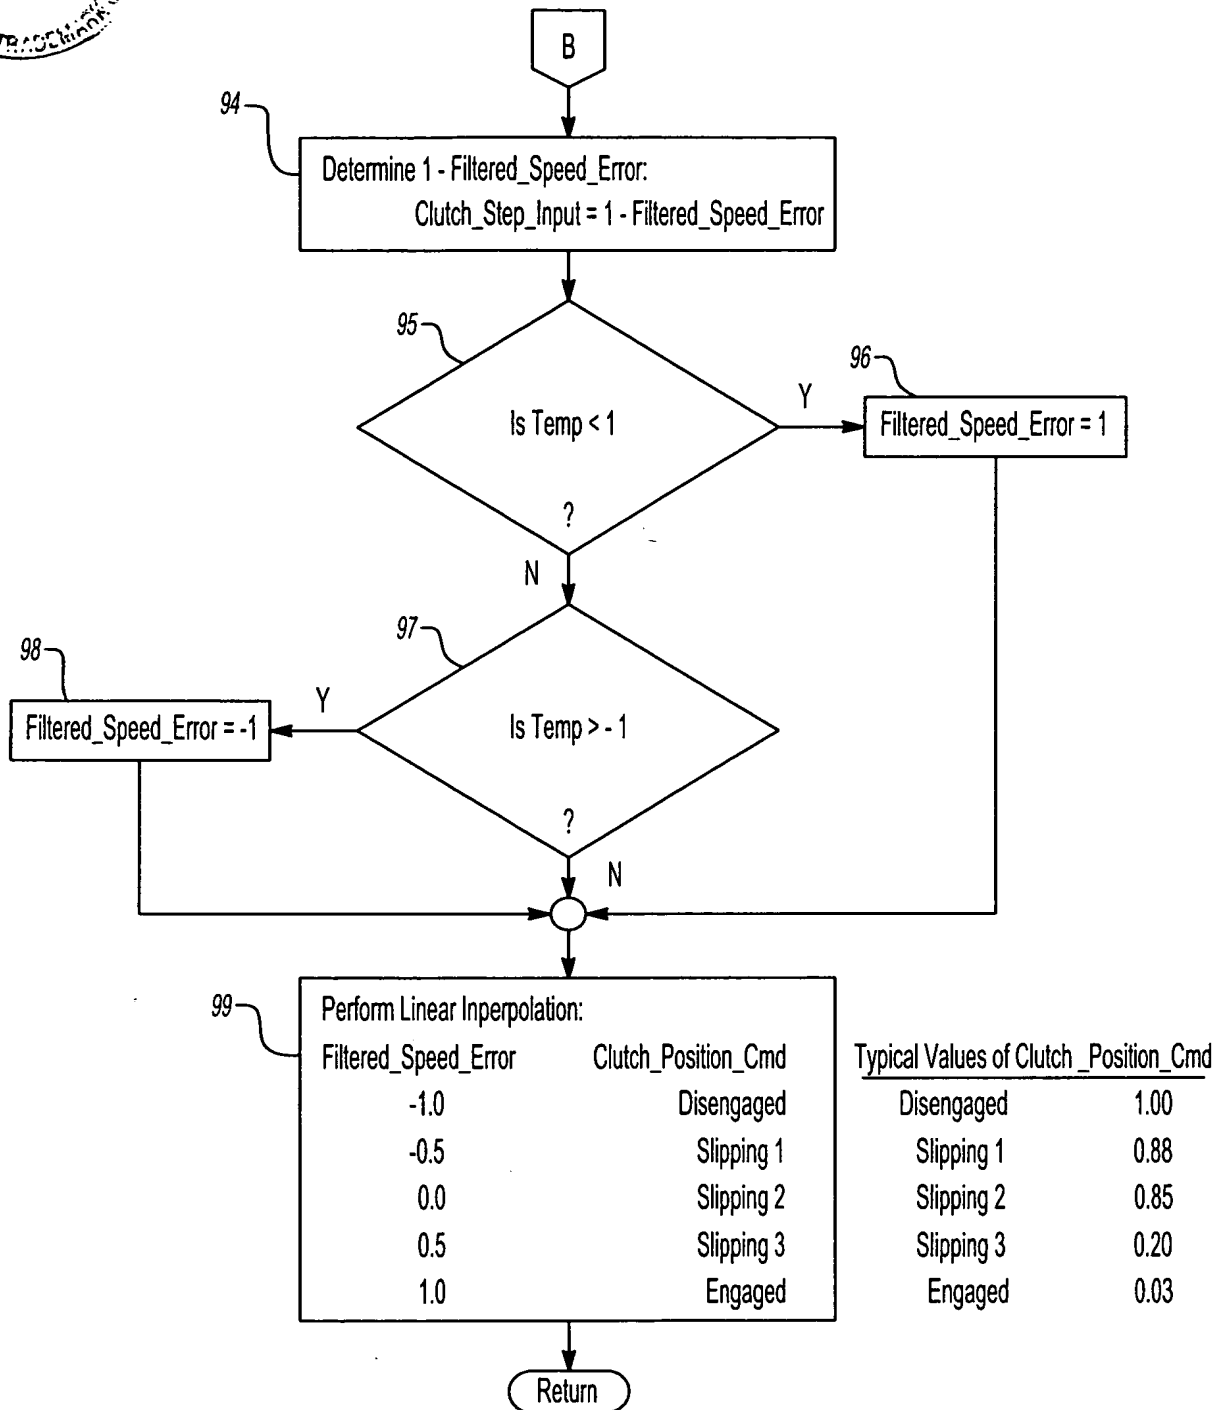 TRADEMARK
B
94
Determine 1 - Filtered_Speed_Error:
Clutch_Step_Input = 1 - Filtered_Speed_Error
95
Is Temp < 1
?
Y
96
Filtered_Speed_Error = 1
N
97
Is Temp > - 1
?
Y
98
Filtered_Speed_Error = -1
N
99
Perform Linear Inperpolation:
Filtered_Speed_Error Clutch_Position_Cmd
-1.0 Disengaged
-0.5 Slipping 1
0.0 Slipping 2
0.5 Slipping 3
1.0 Engaged
Typical Values of Clutch _Position_Cmd
Disengaged 1.00
Slipping 1 0.88
Slipping 2 0.85
Slipping 3 0.20
Engaged 0.03
Return